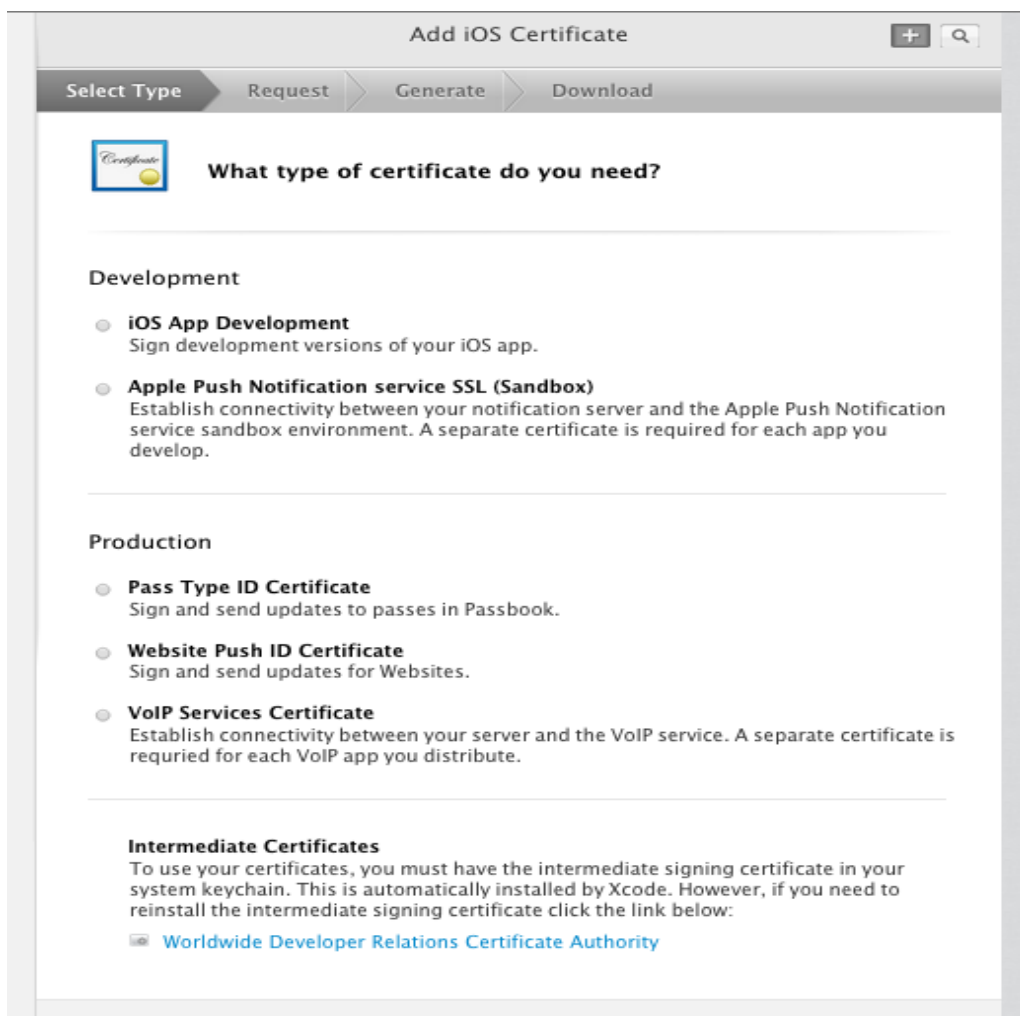 Add iOS Certificate
Select Type
Request
Generate
Download
Certificate
What type of certificate do you need?
Development
iOS App Development
Sign development versions of your iOS app.
Apple Push Notification service SSL (Sandbox)
Establish connectivity between your notification server and the Apple Push Notification
service sandbox environment. A separate certificate is required for each app you
develop.
Production
Pass Type ID Certificate
Sign and send updates to passes in Passbook.
Website Push ID Certificate
Sign and send updates for Websites.
VoIP Services Certificate
Establish connectivity between your server and the VoIP service. A separate certificate is
requried for each VoIP app you distribute.
Intermediate Certificates
To use your certificates, you must have the intermediate signing certificate in your
system keychain. This is automatically installed by Xcode. However, if you need to
reinstall the intermediate signing certificate click the link below:
Worldwide Developer Relations Certificate Authority